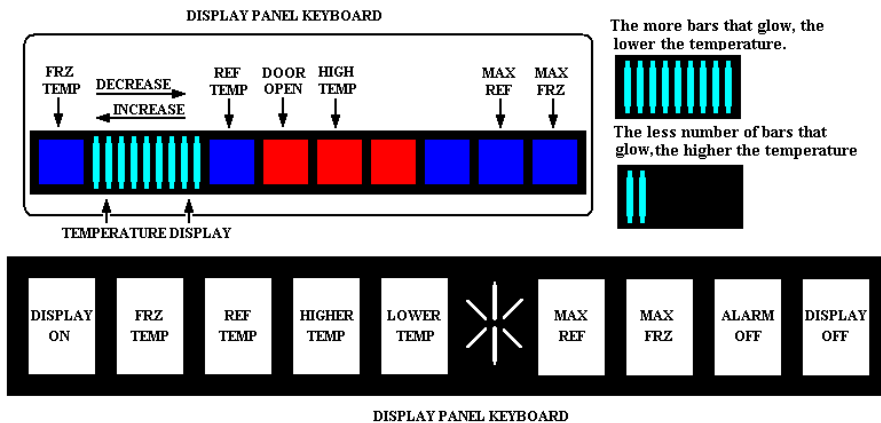 DISPLAY PANEL KEYBOARD
The more bars that glow, the
lower the temperature.
FRZ
TEMP
DECREASE
INCREASE
REF
TEMP
DOOR
OPEN
HIGH
TEMP
MAX
REF
MAX
FRZ
The less number of bars that
glow,the higher the temperature
TEMPERATURE DISPLAY
DISPLAY
ON
FRZ
TEMP
REF
TEMP
HIGHER
TEMP
LOWER
TEMP
MAX
REF
MAX
FRZ
ALARM
OFF
DISPLAY
OFF
DISPLAY PANEL KEYBOARD